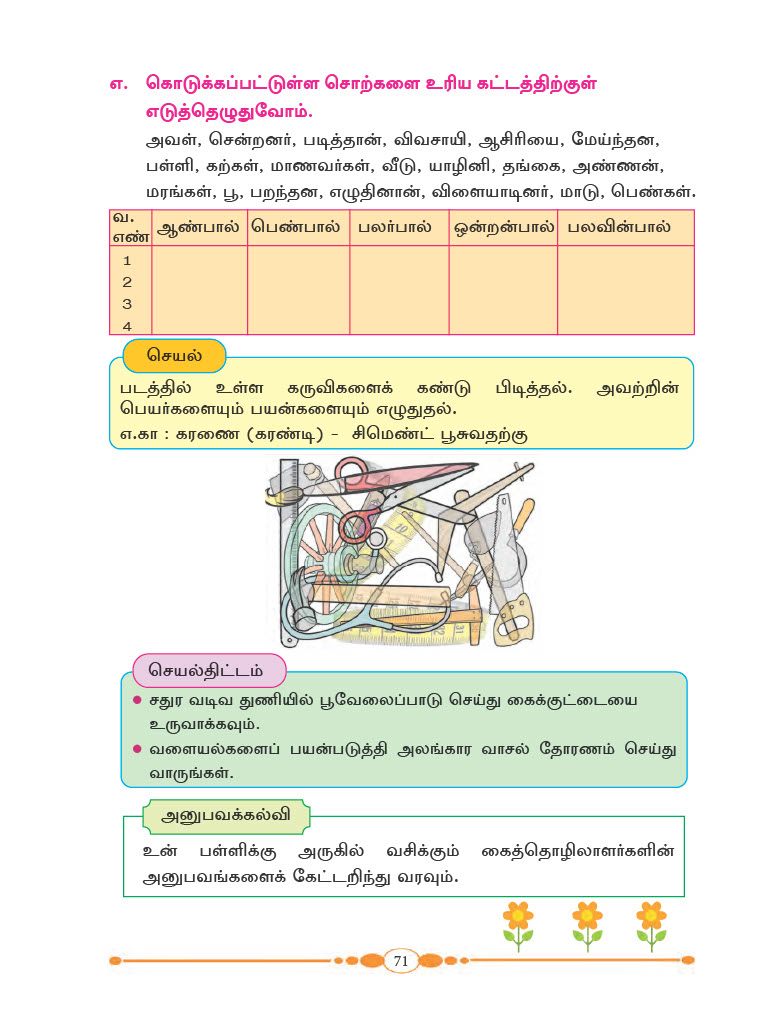 எ. கொடுக்கப்பட்டுள்ள சொற்களை உரிய கட்டத்திற்குள்
எடுத்தெழுதுவோம்.
அவள், சென்றனர், படித்தான், விவசாயி, ஆசிரியை, மேய்ந்தன,
பள்ளி, கற்கள், மாணவர்கள், வீடு, யாழினி, தங்கை, அண்ணன்,
மரங்கள், பூ, பறந்தன, எழுதினான், விளையாடினர், மாடு, பெண்கள்.
வ.
எண் ஆண்பால் பெண்பால் பலர்பால் ஒன்றன்பால் பலவின்பால்
1
2
3
4
செயல்
படத்தில் உள்ள கருவிகளைக் கண்டு பிடித்தல். அவற்றின்
பெயர்களையும் பயன்களையும் எழுதுதல்.
எ.கா : கரணை (கரண்டி) - சிமெண்ட் பூசுவதற்கு
செயல்திட்டம்
● சதுர வடிவ துணியில் பூவேலைப்பாடு செய்து கைக்குட்டையை
உருவாக்கவும்.
● வளையல்களைப் பயன்படுத்தி அலங்கார வாசல் தோரணம் செய்து
வாருங்கள்.
அனுபவக்கல்வி
உன் பள்ளிக்கு அருகில் வசிக்கும் கைத்தொழிலாளர்களின்
அனுபவங்களைக் கேட்டறிந்து வரவும்.
71